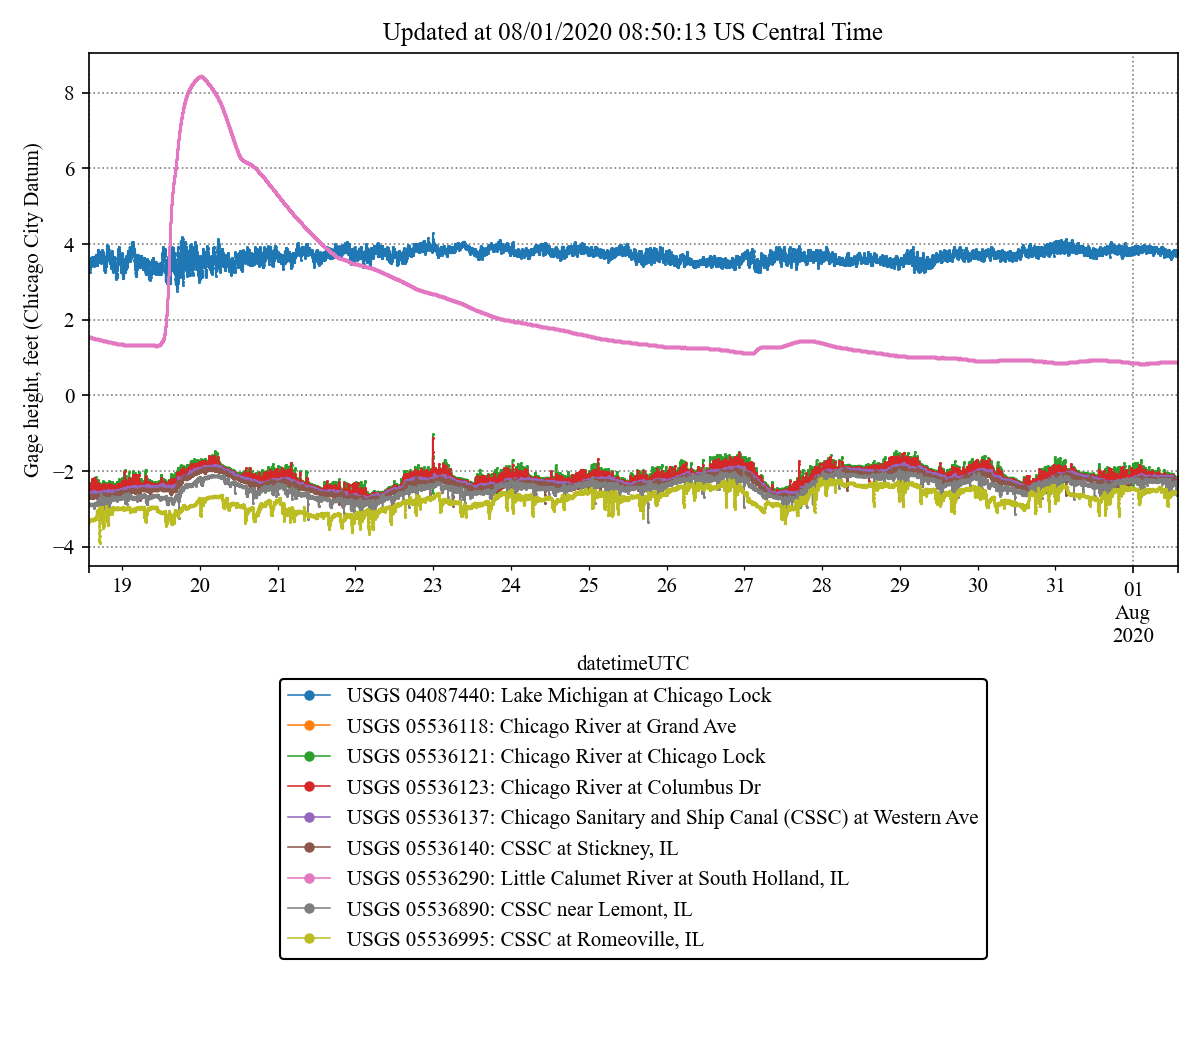 Updated at 08/01/2020 08:50:13 US Central Time
Gage height, feet (Chicago City Datum)
8
6
4
2
0
−2
−4
19 20 21 22 23 24 25 26 27 28 29 30 31 01
Aug
2020
datetimeUTC
USGS 04087440: Lake Michigan at Chicago Lock
USGS 05536118: Chicago River at Grand Ave
USGS 05536121: Chicago River at Chicago Lock
USGS 05536123: Chicago River at Columbus Dr
USGS 05536137: Chicago Sanitary and Ship Canal (CSSC) at Western Ave
USGS 05536140: CSSC at Stickney, IL
USGS 05536290: Little Calumet River at South Holland, IL
USGS 05536890: CSSC near Lemont, IL
USGS 05536995: CSSC at Romeoville, IL